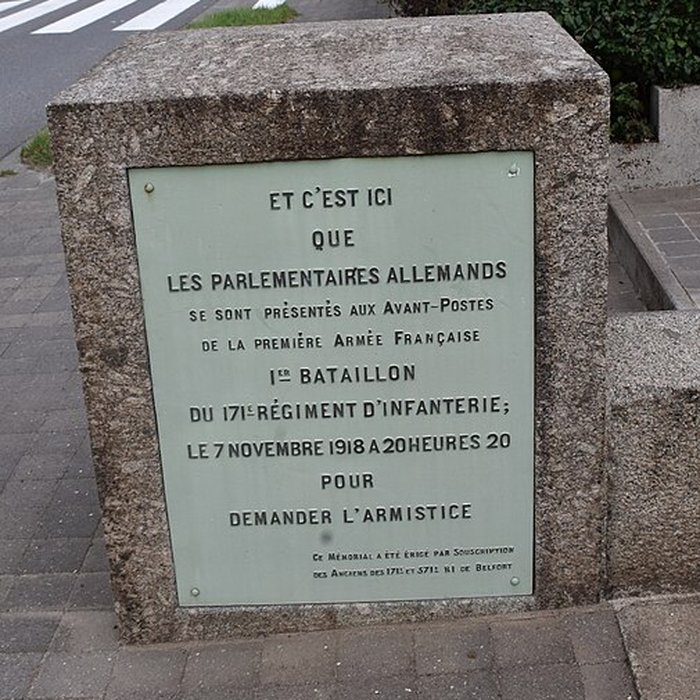 ET C'EST ICI
QUE
LES PARLEMENTAIRES ALLEMANDS
SE SONT PRÉSENTÉS AUX AVANT-POSTES
DE LA PREMIÈRE ARMÉE FRANÇAISE
1ER BATAILLON
DU 171E RÉGIMENT D'INFANTERIE;
LE 7 NOVEMBRE 1918 A 20 HEURES 20
POUR
DEMANDER L'ARMISTICE
CE MÉMORIAL A ÉTÉ ÉRIGÉ PAR SOUSCRIPTION
DES ANCIENS DES 171E ET 371E R I DE BELFORT